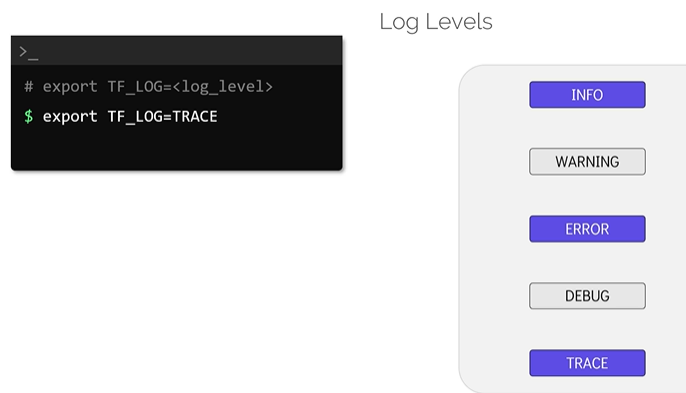 Log Levels
>_
# export TF_LOG=<log_level>
$ export TF_LOG=TRACE
INFO
WARNING
ERROR
DEBUG
TRACE